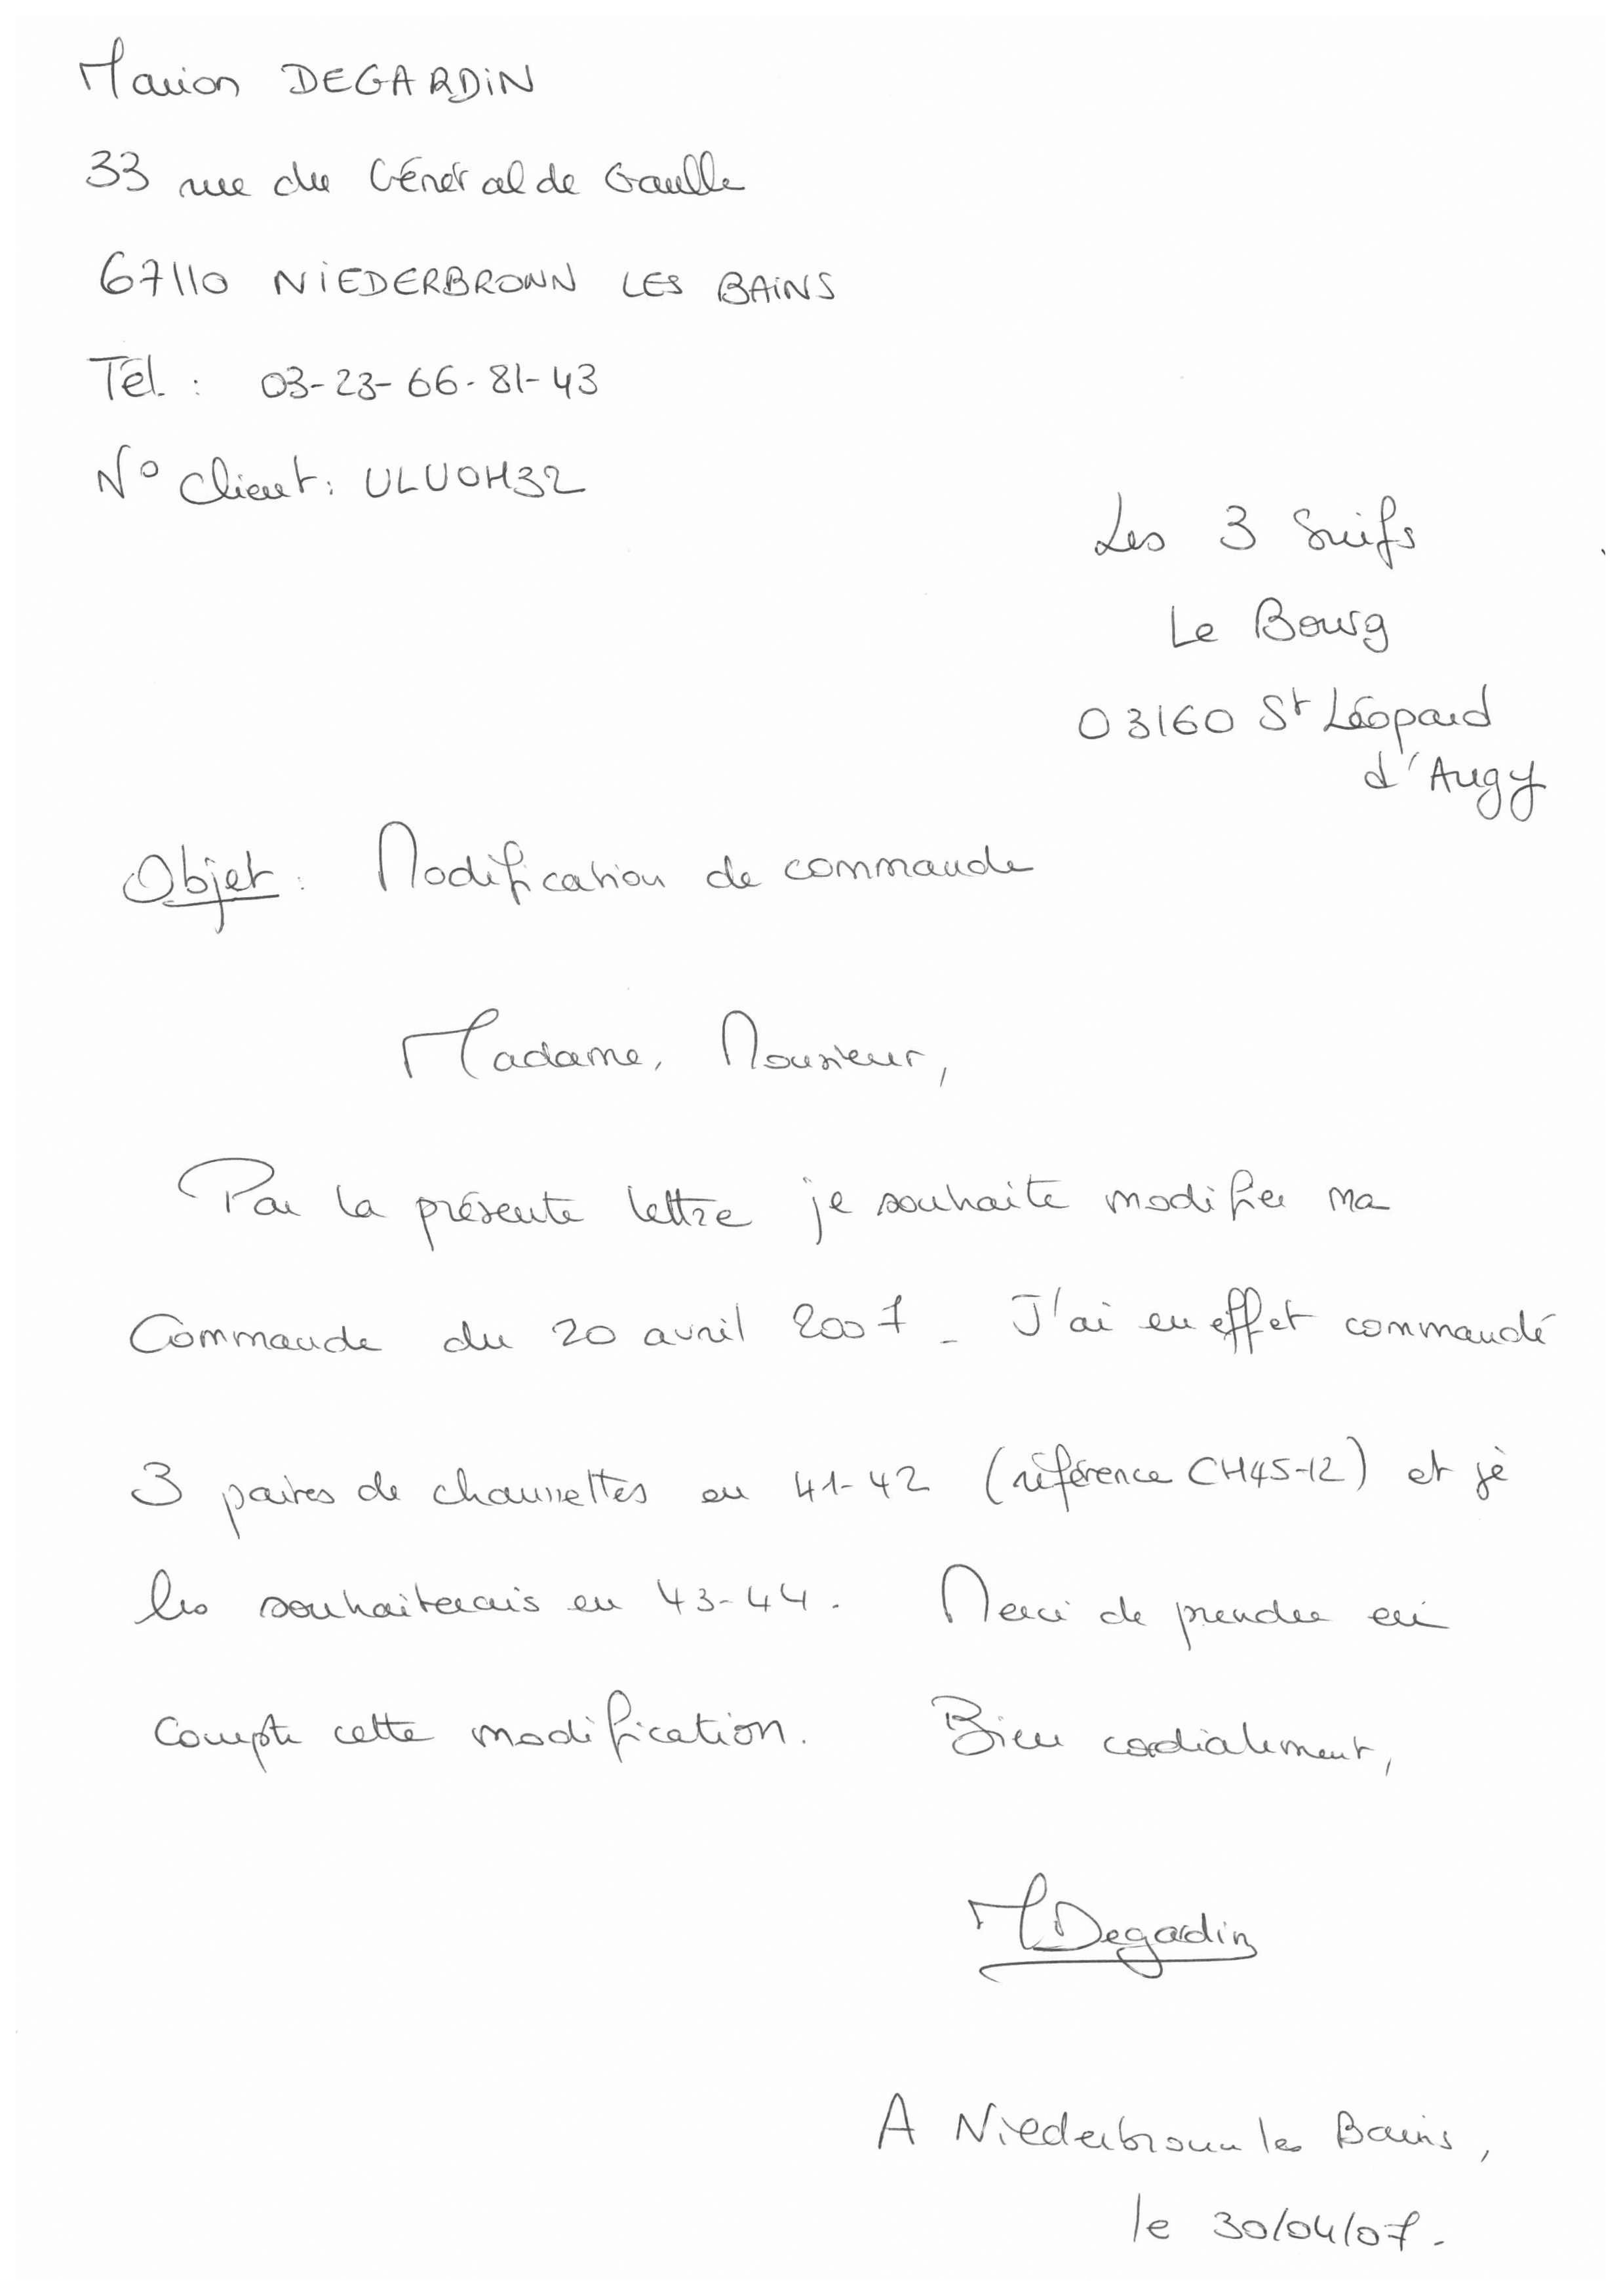 Marion DEGARDIN
33 rue du Général de Gaulle
67110 NIEDERBRONN LES BAINS
Tél. : 03-23-66-81-43
N° Client : ULUOH32
Les 3 Suifs
Le Bourg
03160 St Léopard
d'Augy
Objet : Modification de commande
Madame, Monsieur,
Par la présente lettre je souhaite modifier ma
Commande du 20 avril 2007. J'ai en effet commandé
3 paires de chaussettes en 41-42 (référence CH45-12) et je
les souhaiterais en 43-44. Merci de prendre en
Compte cette modification. Bien cordialement,
MDegardin
A Niederbronn les Bains,
le 30/04/07.